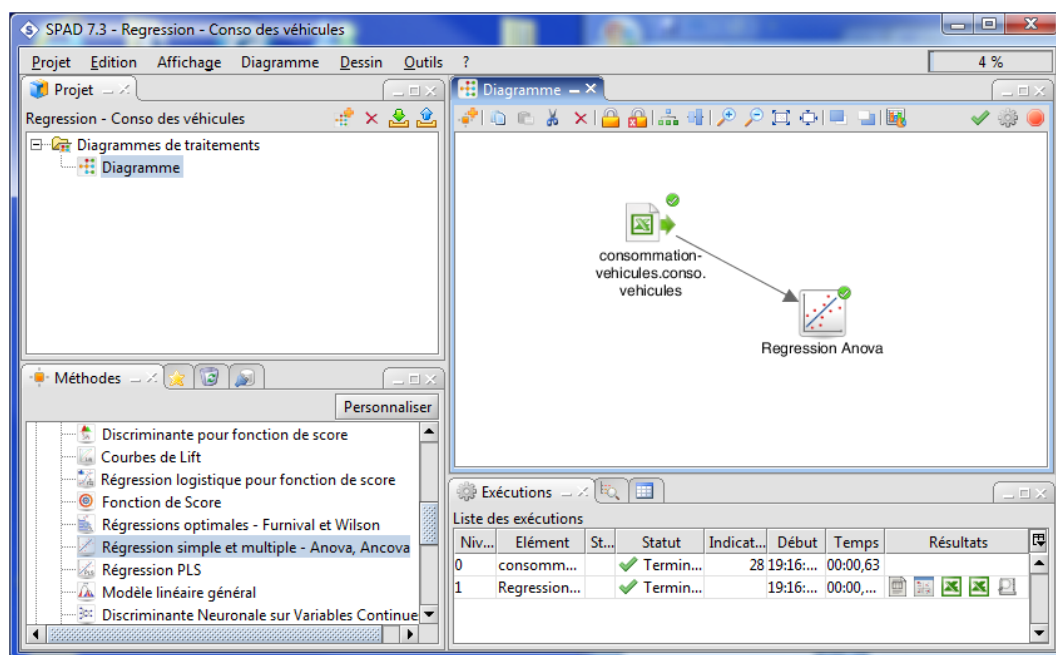 SPAD 7.3 - Regression - Conso des véhicules
Projet Edition Affichage Diagramme Dessin Outils ?
4 %
Projet
Regression - Conso des véhicules
Diagrammes de traitements
Diagramme
Diagramme
consommation-
vehicules.conso.
vehicules
Regression Anova
Méthodes
Personnaliser
Discriminante pour fonction de score
Courbes de Lift
Régression logistique pour fonction de score
Fonction de Score
Régressions optimales - Furnival et Wilson
Régression simple et multiple - Anova, Ancova
Régression PLS
Modèle linéaire général
Discriminante Neuronale sur Variables Continue
Exécutions
Liste des exécutions
Niv... Elément St... Statut Indicat... Début Temps Résultats
0 consomm... Termin... 28 19:16:... 00:00,63
1 Regression... Termin... 19:16:... 00:00,...